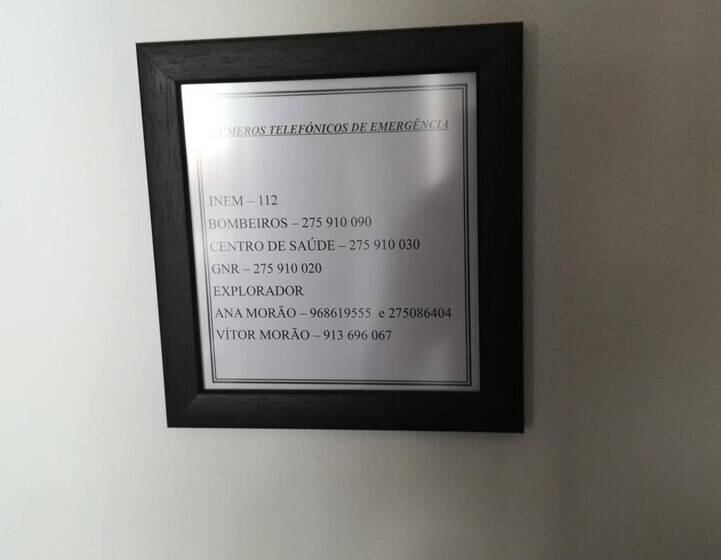 NÚMEROS TELEFÓNICOS DE EMERGÊNCIA
INEM – 112
BOMBEIROS – 275 910 090
CENTRO DE SAÚDE – 275 910 030
GNR – 275 910 020
EXPLORADOR
ANA MORÃO – 968619555 e 275086404
VÍTOR MORÃO – 913 696 067